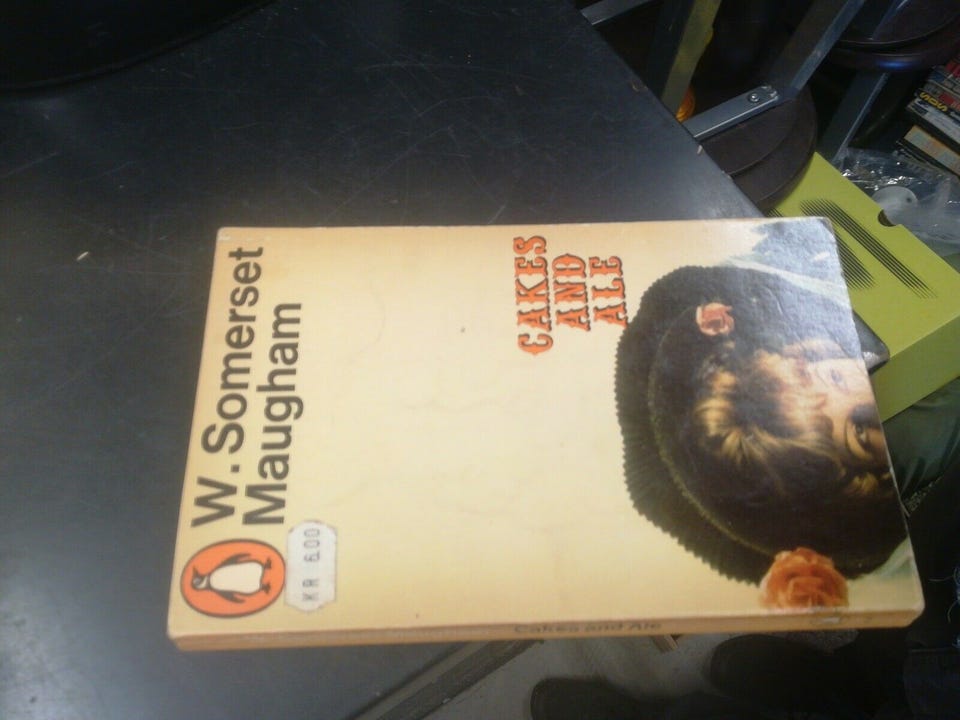 W. Somerset
Maugham
KR 6.00
CAKES
AND
ALE
Cakes and Ale